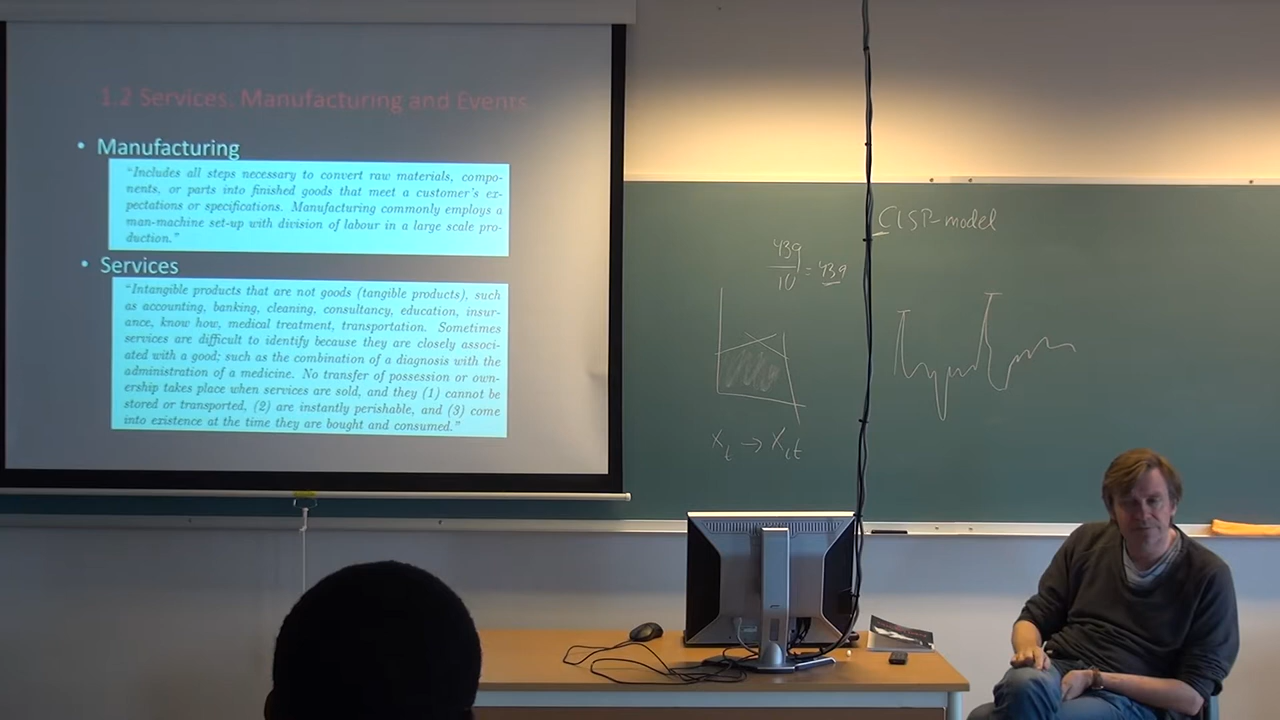 1.2 Services, Manufacturing and Events
• Manufacturing
"Includes all steps necessary to convert raw materials, compo-
nents, or parts into finished goods that meet a customer's ex-
pectations or specifications. Manufacturing commonly employs a
man-machine set-up with division of labour in a large scale pro-
duction."
• Services
"Intangible products that are not goods (tangible products), such
as accounting, banking, cleaning, consultancy, education, insur-
ance, know how, medical treatment, transportation. Sometimes
services are difficult to identify because they are closely associ-
ated with a good; such as the combination of a diagnosis with the
administration of a medicine. No transfer of possession or own-
ership takes place when services are sold, and they (1) cannot be
stored or transported, (2) are instantly perishable, and (3) come
into existence at the time they are bought and consumed."
CISP-model
439
10 = 439
X_i → X_it